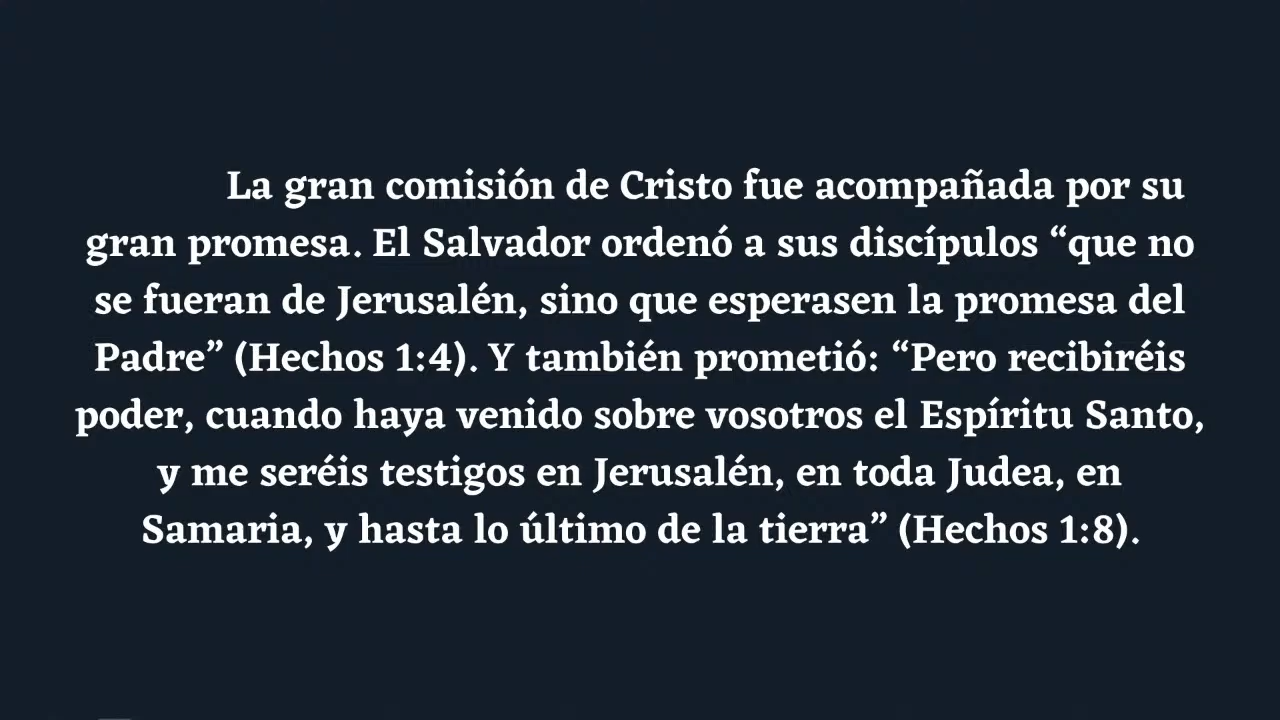 La gran comisión de Cristo fue acompañada por su
gran promesa. El Salvador ordenó a sus discípulos “que no
se fueran de Jerusalén, sino que esperasen la promesa del
Padre” (Hechos 1:4). Y también prometió: “Pero recibiréis
poder, cuando haya venido sobre vosotros el Espíritu Santo,
y me seréis testigos en Jerusalén, en toda Judea, en
Samaria, y hasta lo último de la tierra” (Hechos 1:8).